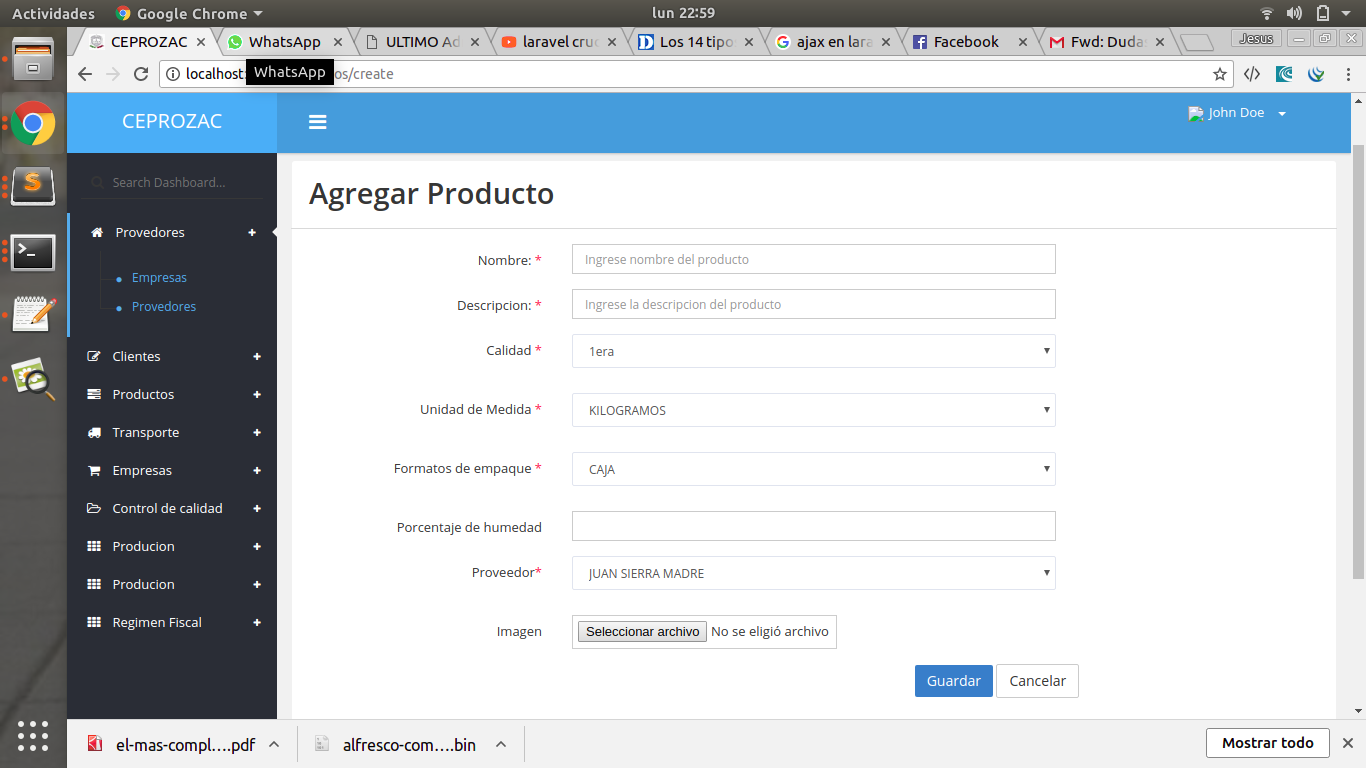 Actividades Google Chrome lun 22:59
CEPROZAC WhatsApp ULTIMO Ad laravel cruc Los 14 tipo ajax en lara Facebook Fwd: Duda Jesus
localhost: os/create
WhatsApp
CEPROZAC
John Doe
Search Dashboard...
Provedores
Empresas
Provedores
Clientes
Productos
Transporte
Empresas
Control de calidad
Producion
Producion
Regimen Fiscal
Agregar Producto
Nombre: * Ingrese nombre del producto
Descripcion: * Ingrese la descripcion del producto
Calidad * 1era
Unidad de Medida * KILOGRAMOS
Formatos de empaque * CAJA
Porcentaje de humedad
Proveedor* JUAN SIERRA MADRE
Imagen Seleccionar archivo No se eligió archivo
Guardar Cancelar
el-mas-compl....pdf alfresco-com....bin Mostrar todo